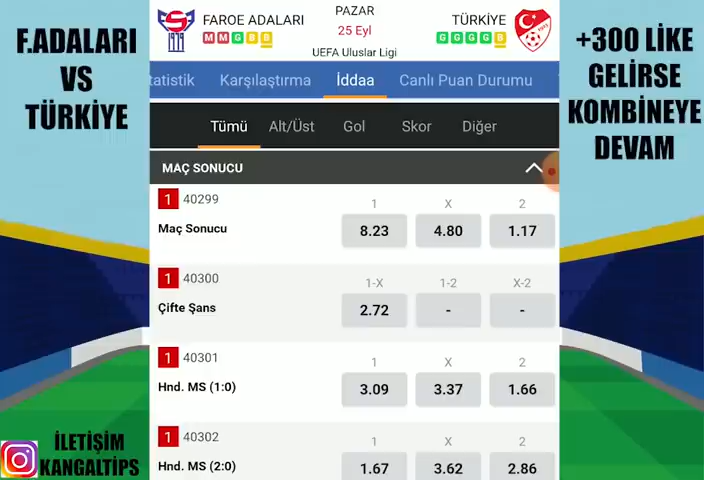 F.ADALARI
VS
TÜRKİYE
FAROE ADALARI
M M G B B
PAZAR
25 Eyl
UEFA Uluslar Ligi
TÜRKİYE
G G G G B
+300 LİKE
GELİRSE
KOMBİNEYE
DEVAM
tatistik Karşılaştırma İddaa Canlı Puan Durumu
Tümü Alt/Üst Gol Skor Diğer
MAÇ SONUCU
1 40299
1 X 2
Maç Sonucu 8.23 4.80 1.17
1 40300
1-X 1-2 X-2
Çifte Şans 2.72 - -
1 40301
1 X 2
Hnd. MS (1:0) 3.09 3.37 1.66
1 40302
1 X 2
Hnd. MS (2:0) 1.67 3.62 2.86
İLETİŞİM
KANGALTIPS